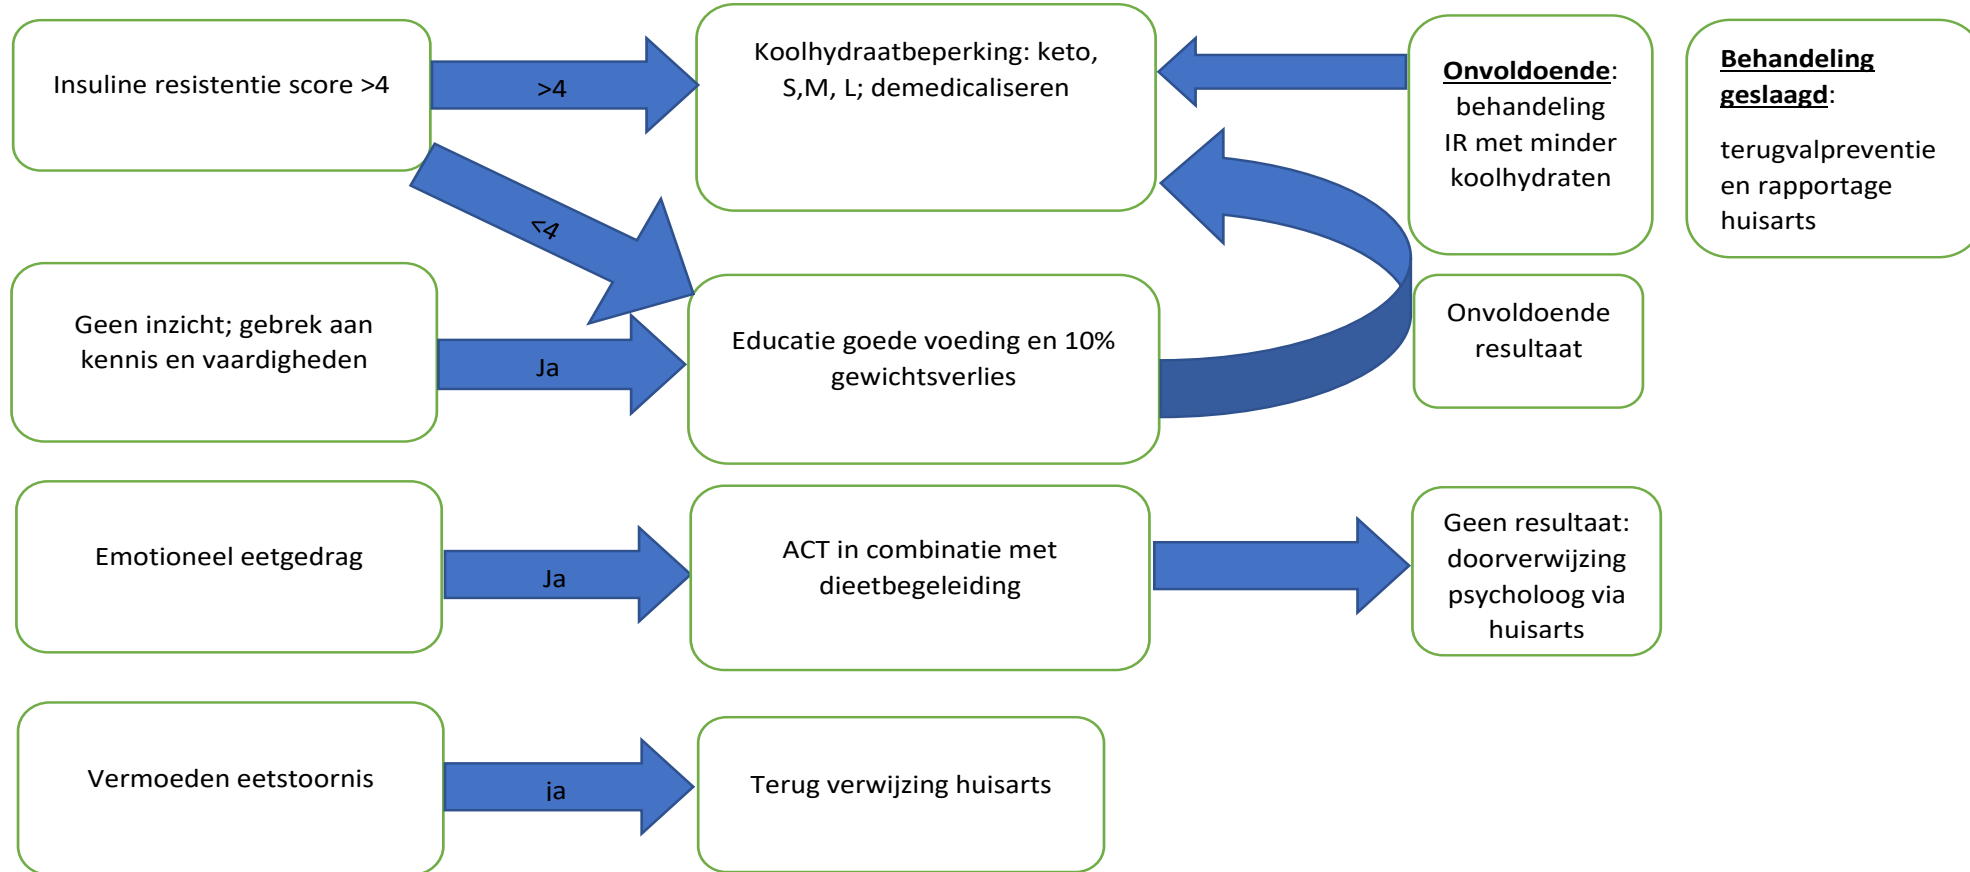 Insuline resistentie score >4
>4
Koolhydraatbeperking: keto,
S,M, L; demedicaliseren
Onvoldoende:
behandeling
IR met minder
koolhydraten
Behandeling
geslaagd:
terugvalpreventie
en rapportage
huisarts
<4
Geen inzicht; gebrek aan
kennis en vaardigheden
Ja
Educatie goede voeding en 10%
gewichtsverlies
Onvoldoende
resultaat
Emotioneel eetgedrag
Ja
ACT in combinatie met
dieetbegeleiding
Geen resultaat:
doorverwijzing
psycholoog via
huisarts
Vermoeden eetstoornis
ja
Terug verwijzing huisarts